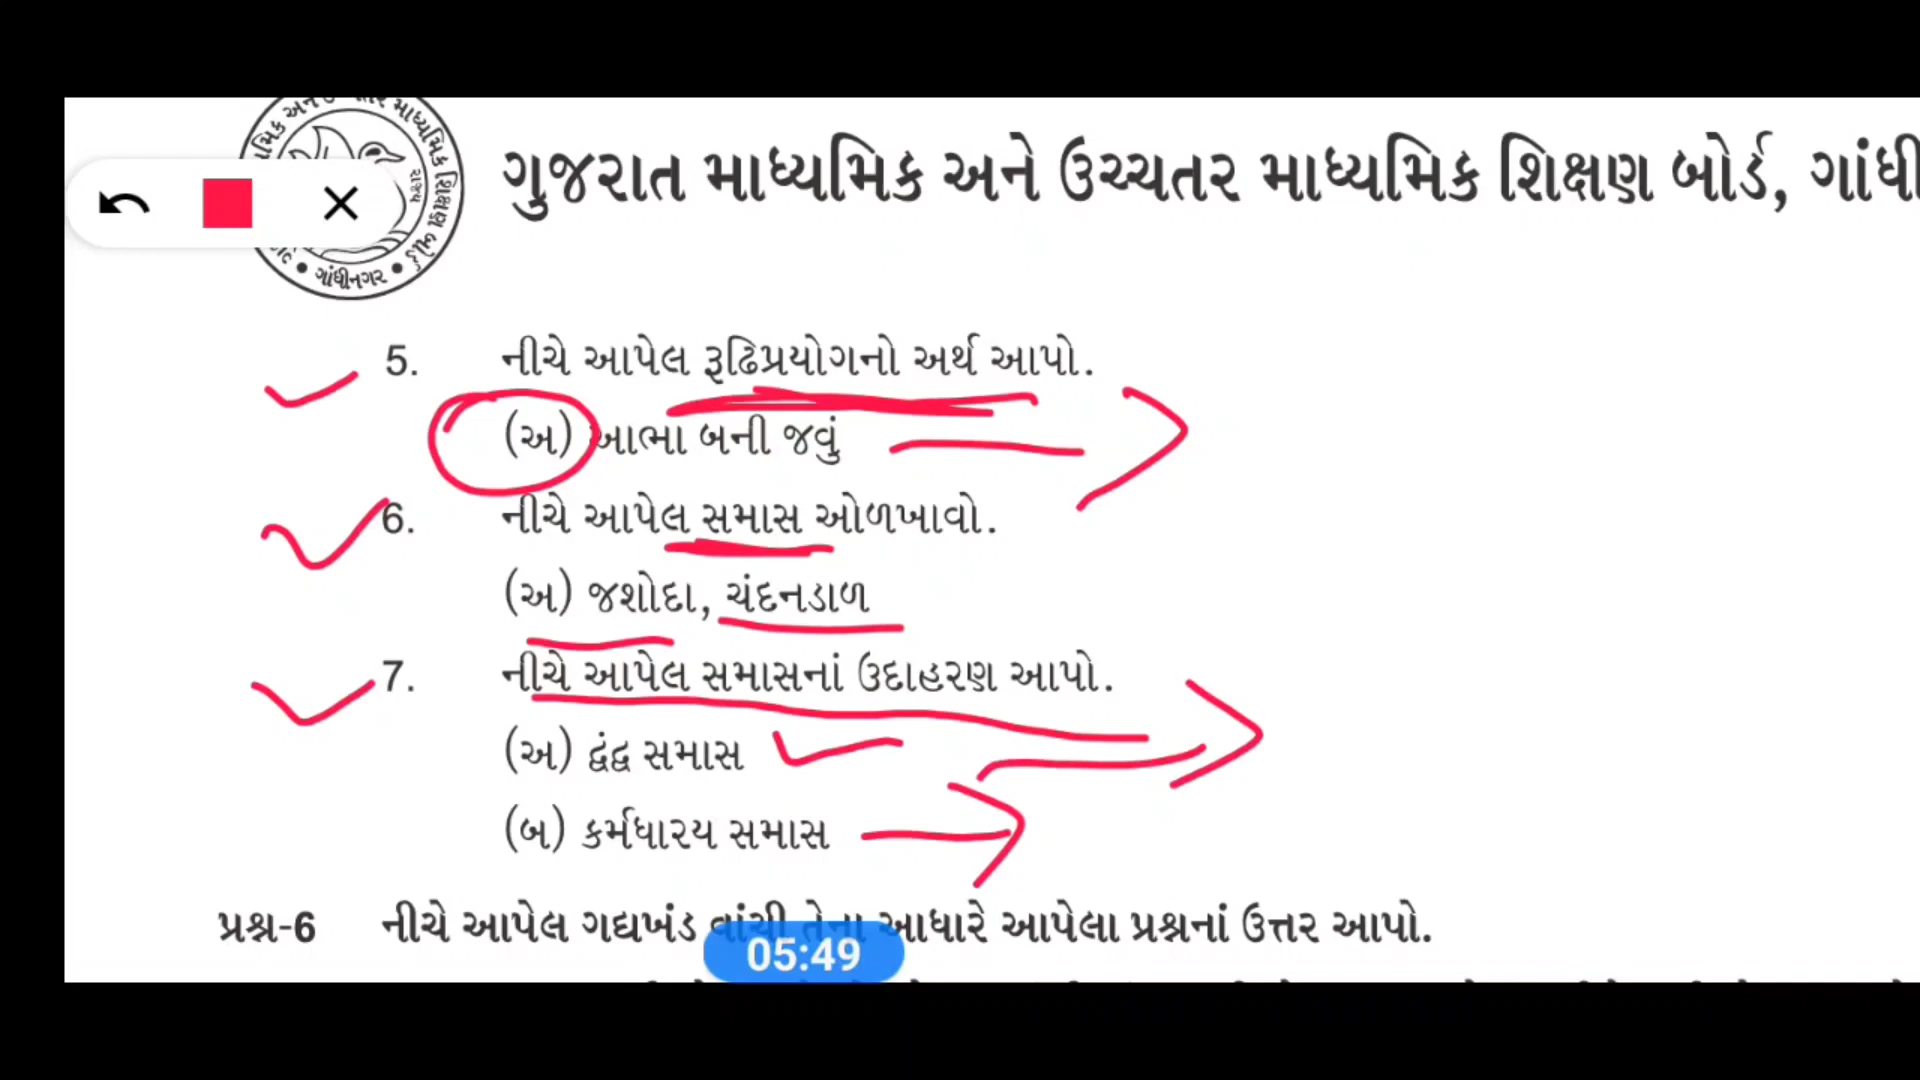 ગુજરાત માધ્યમિક અને ઉચ્ચતર માધ્યમિક શિક્ષણ બોર્ડ,
માધ્યમિક શિક્ષણ બોર્ડ
ગાંધીનગર
5. નીચે આપેલ રૂઢિપ્રયોગનો અર્થ આપો.
(અ) આભા બની જવું
6. નીચે આપેલ સમાસ ઓળખાવો.
(અ) જશોદા, ચંદનડાળ
7. નીચે આપેલ સમાસનાં ઉદાહરણ આપો.
(અ) દ્વંદ્વ સમાસ
(બ) કર્મધારય સમાસ
પ્રશ્ન-6 નીચે આપેલ ગદ્યખંડ વાંચી તેના આધારે આપેલા પ્રશ્નનાં ઉત્તર આપો.
05:49